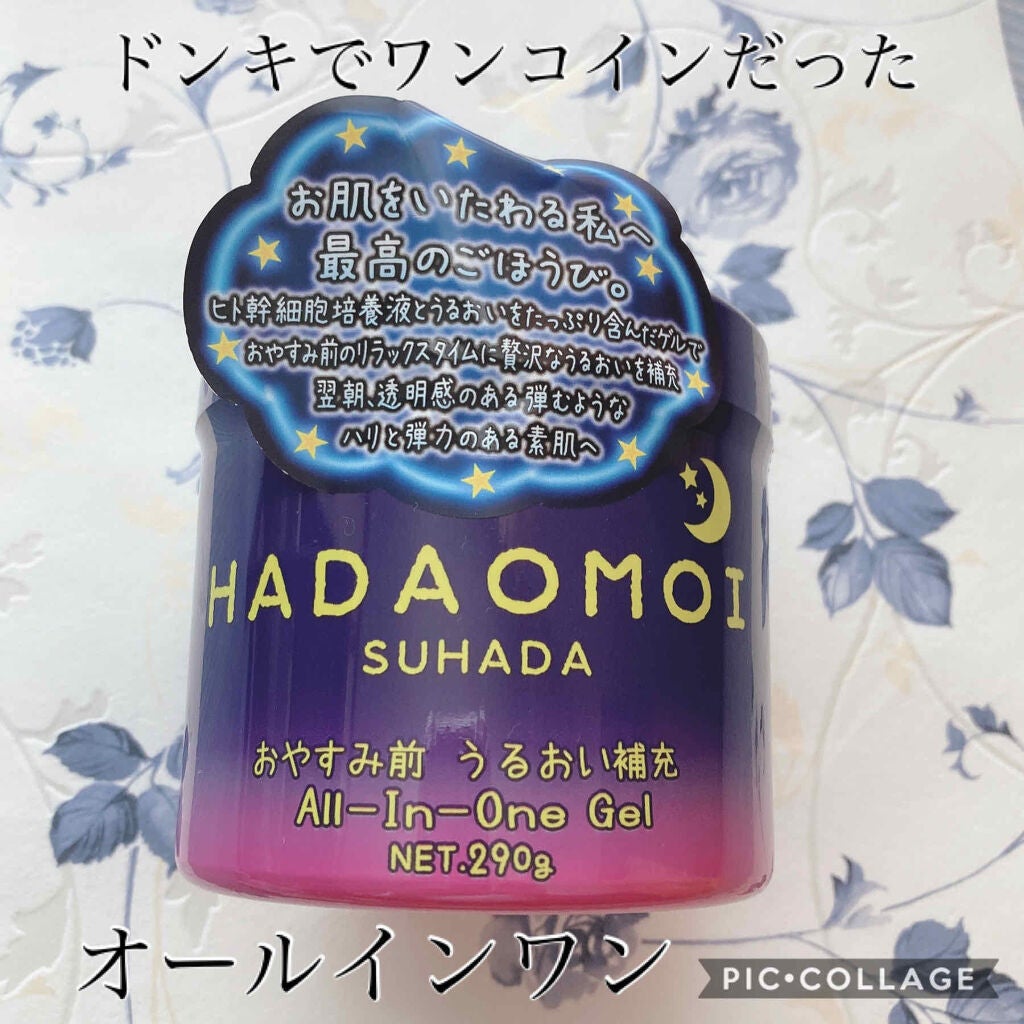 ドンキでワンコインだった
お肌をいたわる私へ
最高のごほうび。
ヒト幹細胞培養液とうるおいをたっぷり含んだゲルで
おやすみ前のリラックスタイムに贅沢なうるおいを補充
翌朝、透明感のある弾むような
ハリと弾力のある素肌へ
HADAOMOI
SUHADA
おやすみ前 うるおい補充
All-In-One Gel
NET.290g
オールインワン
PIC•COLLAGE